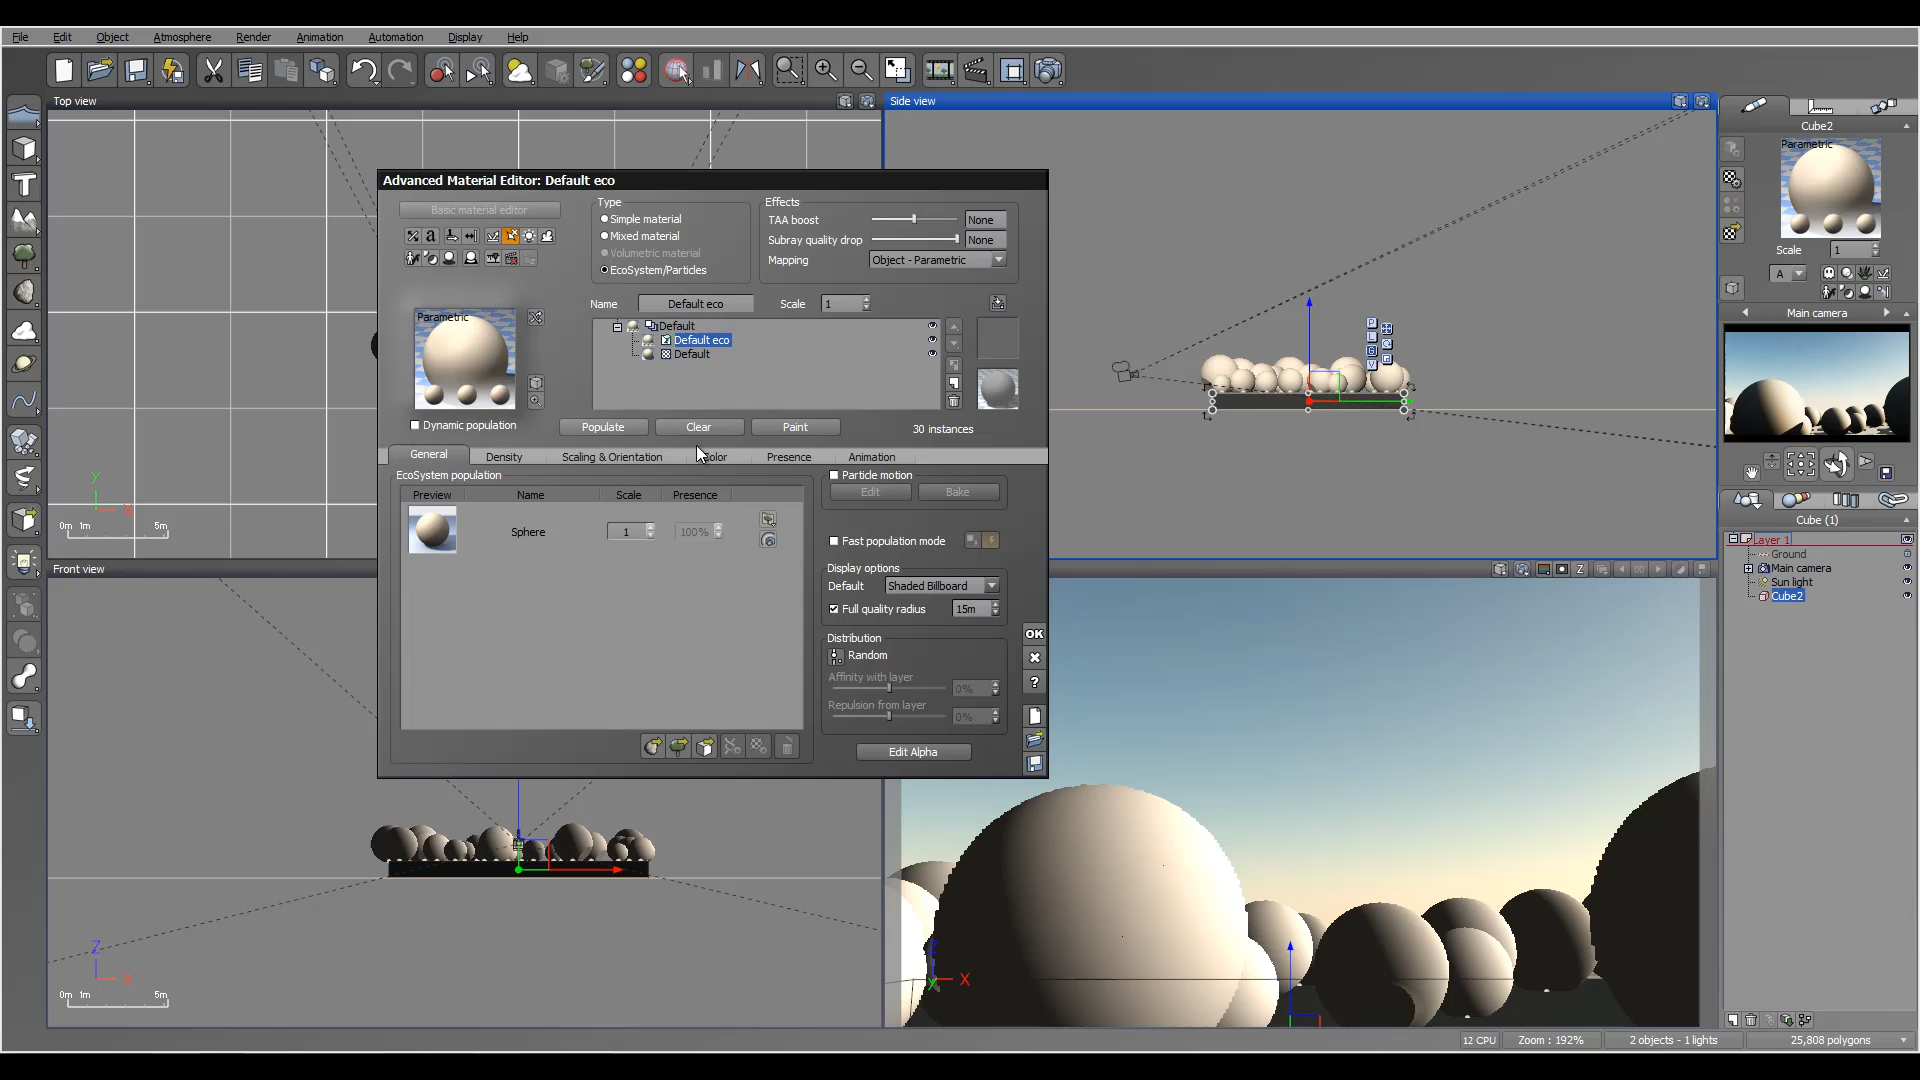 File Edit Object Atmosphere Render Animation Automation Display Help
Top view
Side view
Cube2
Parametric
Scale 1
A
Main camera
Cube (1)
Layer 1
Ground
Main camera
Sun light
Cube2
Advanced Material Editor: Default eco
Basic material editor
Type
Simple material
Mixed material
Volumetric material
EcoSystem/Particles
Effects
TAA boost None
Subray quality drop None
Mapping Object - Parametric
Name Default eco Scale 1
Parametric
Default
Default eco
Default
Dynamic population
Populate Clear Paint 30 instances
General Density Scaling & Orientation Color Presence Animation
EcoSystem population
Preview Name Scale Presence
Sphere 1 100%
Particle motion
Edit Bake
Fast population mode
Display options
Default Shaded Billboard
Full quality radius 15m
Distribution
Random
Affinity with layer
0%
Repulsion from layer
0%
Edit Alpha
OK
?
P
L
G
V
Y
X
0m 1m 5m
Front view
Z
X
0m 1m 5m
Z
Z
Y
X
12 CPU Zoom : 192% 2 objects - 1 lights 25,808 polygons